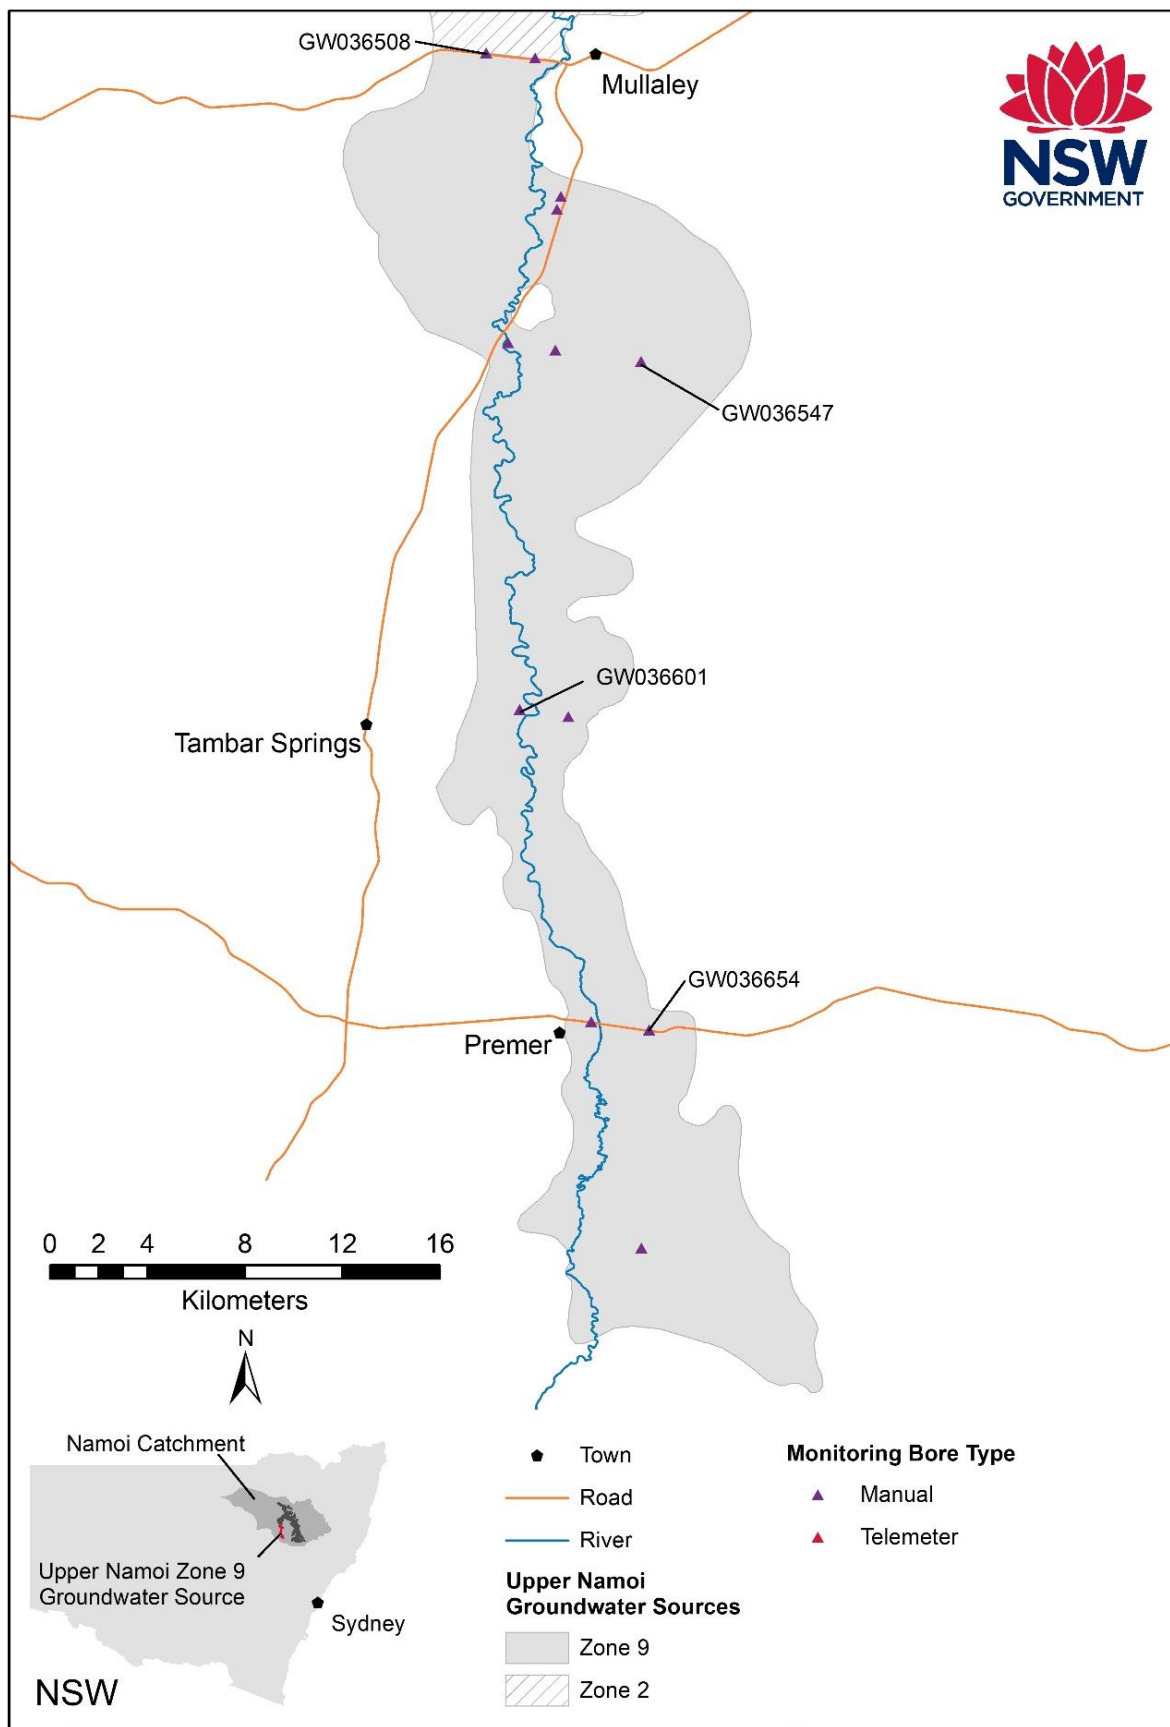 GW036508
Mullaley
NSW
GOVERNMENT
GW036547
GW036601
Tambar Springs
GW036654
Premer
0 2 4 8 12 16
Kilometers
N
Namoi Catchment
Upper Namoi Zone 9
Groundwater Source
Sydney
NSW
Town
Road
River
Upper Namoi
Groundwater Sources
Zone 9
Zone 2
Monitoring Bore Type
Manual
Telemeter